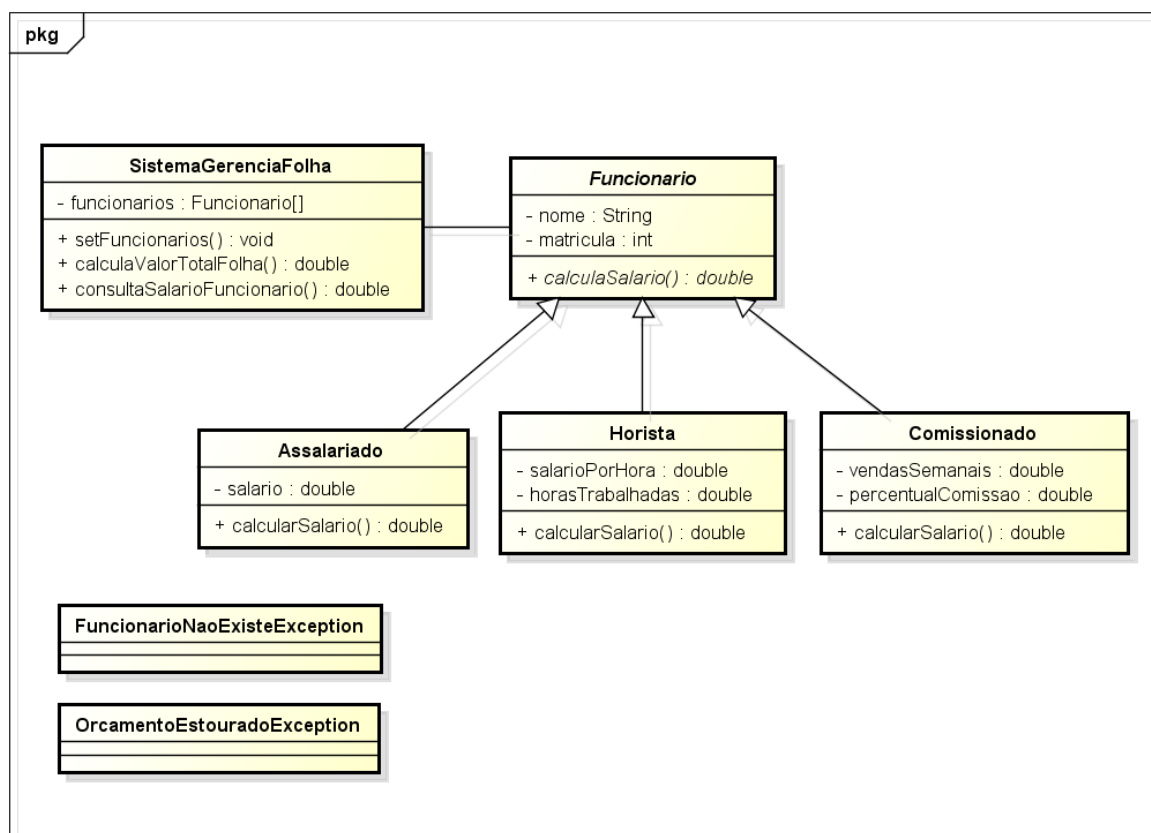 pkg
SistemaGerenciaFolha
- funcionarios : Funcionario[]
+ setFuncionarios() : void
+ calculaValorTotalFolha() : double
+ consultaSalarioFuncionario() : double
Funcionario
- nome : String
- matricula : int
+ calculaSalario() : double
Assalariado
- salario : double
+ calcularSalario() : double
Horista
- salarioPorHora : double
- horasTrabalhadas : double
+ calcularSalario() : double
Comissionado
- vendasSemanais : double
- percentualComissao : double
+ calcularSalario() : double
FuncionarioNaoExisteException
OrcamentoEstouradoException